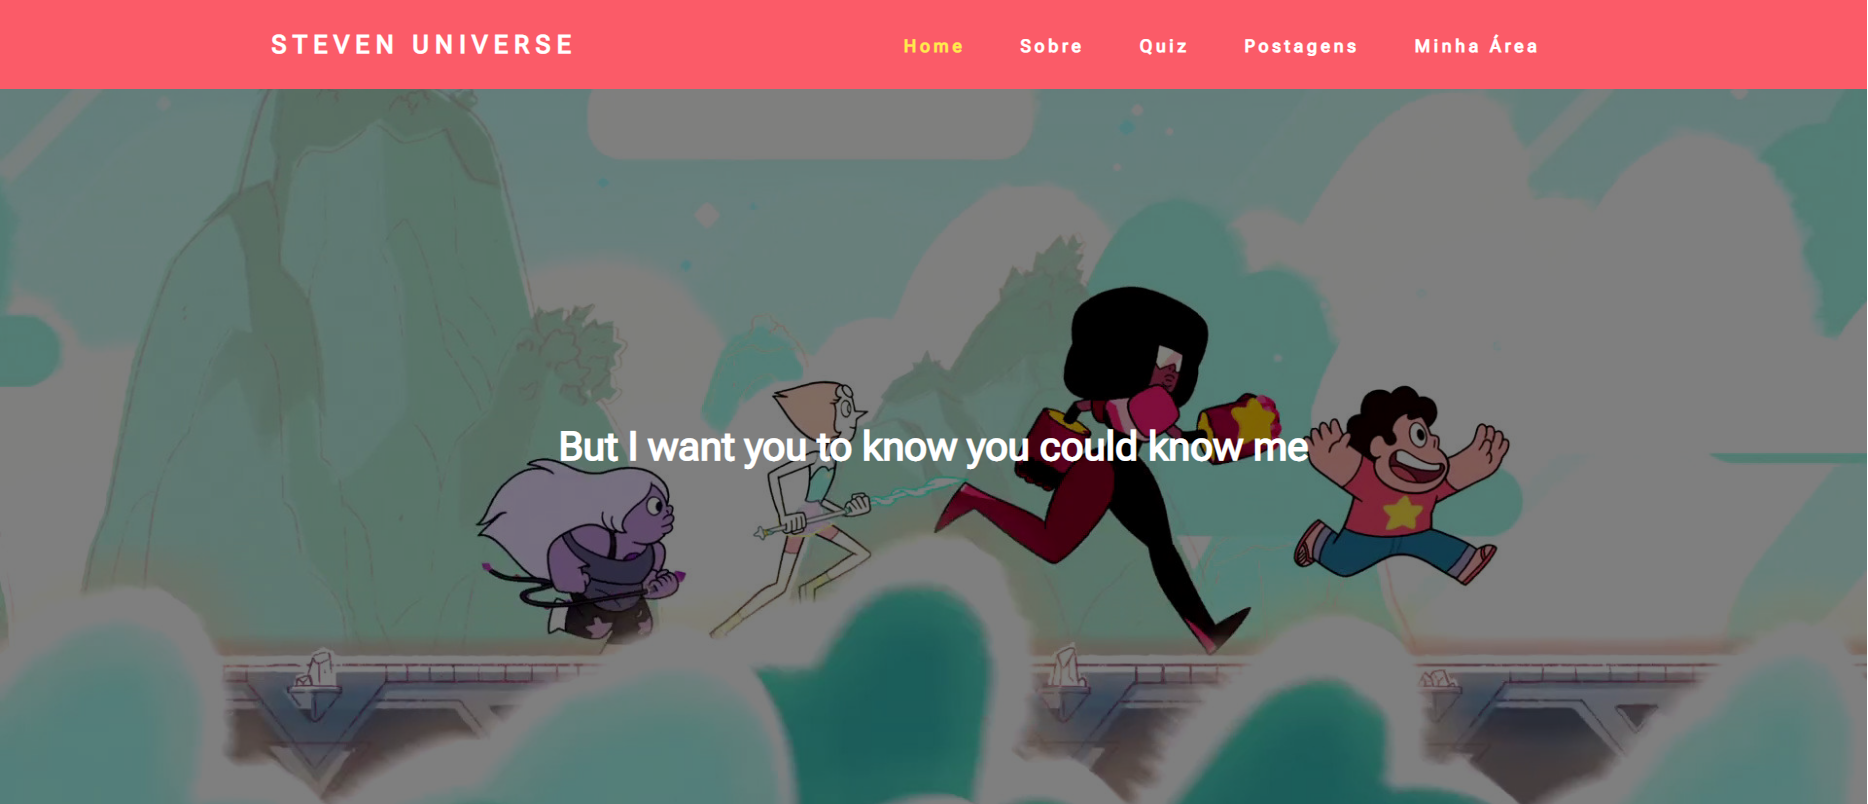 STEVEN UNIVERSE
Home Sobre Quiz Postagens Minha Área
But I want you to know you could know me